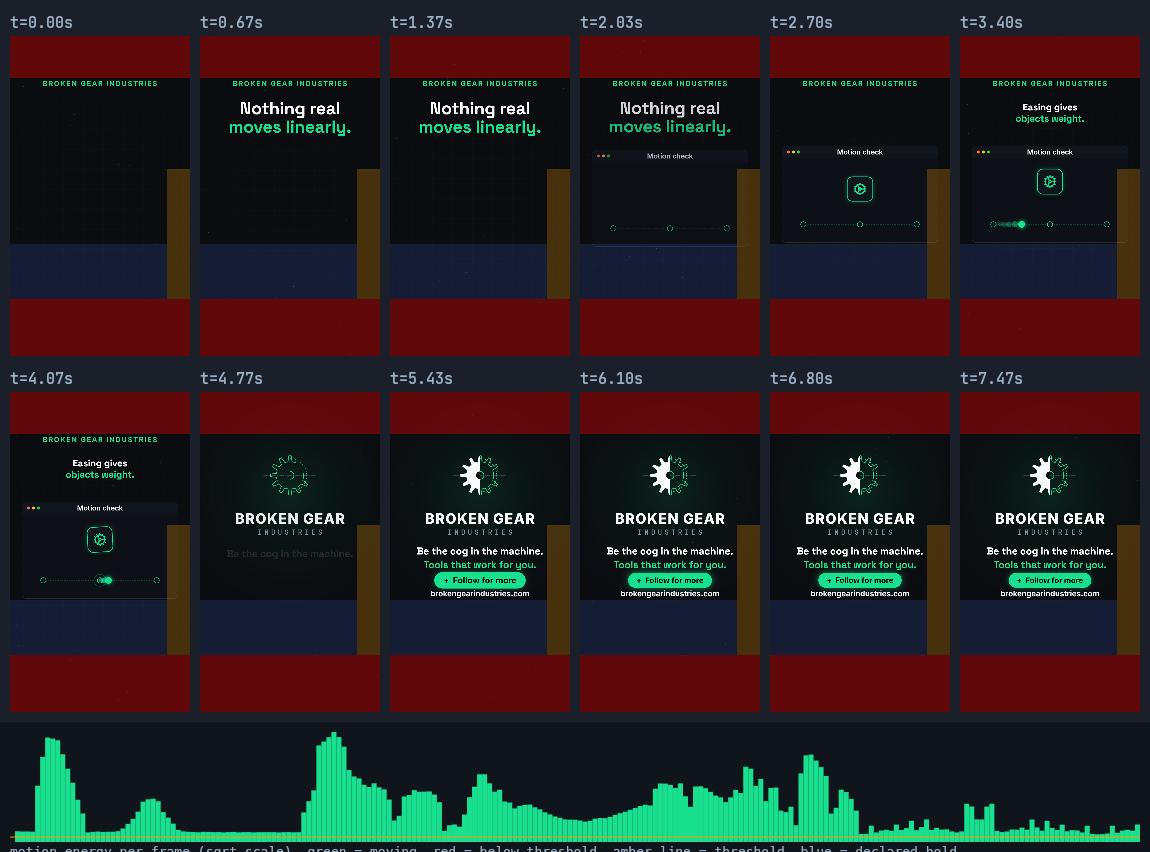 t=0.00s t=0.67s t=1.37s t=2.03s t=2.70s t=3.40s
BROKEN GEAR INDUSTRIES
BROKEN GEAR INDUSTRIES
Nothing real
moves linearly.
BROKEN GEAR INDUSTRIES
Nothing real
moves linearly.
BROKEN GEAR INDUSTRIES
Nothing real
moves linearly.
Motion check
BROKEN GEAR INDUSTRIES
Motion check
BROKEN GEAR INDUSTRIES
Easing gives
objects weight.
Motion check
t=4.07s t=4.77s t=5.43s t=6.10s t=6.80s t=7.47s
BROKEN GEAR INDUSTRIES
Easing gives
objects weight.
Motion check
BROKEN GEAR
INDUSTRIES
Be the cog in the machine.
BROKEN GEAR
INDUSTRIES
Be the cog in the machine.
Tools that work for you.
+ Follow for more
brokengearindustries.com
BROKEN GEAR
INDUSTRIES
Be the cog in the machine.
Tools that work for you.
+ Follow for more
brokengearindustries.com
BROKEN GEAR
INDUSTRIES
Be the cog in the machine.
Tools that work for you.
+ Follow for more
brokengearindustries.com
BROKEN GEAR
INDUSTRIES
Be the cog in the machine.
Tools that work for you.
+ Follow for more
brokengearindustries.com
motion energy per frame (sqrt scale) green = moving red = below threshold amber line = threshold blue = declared hold